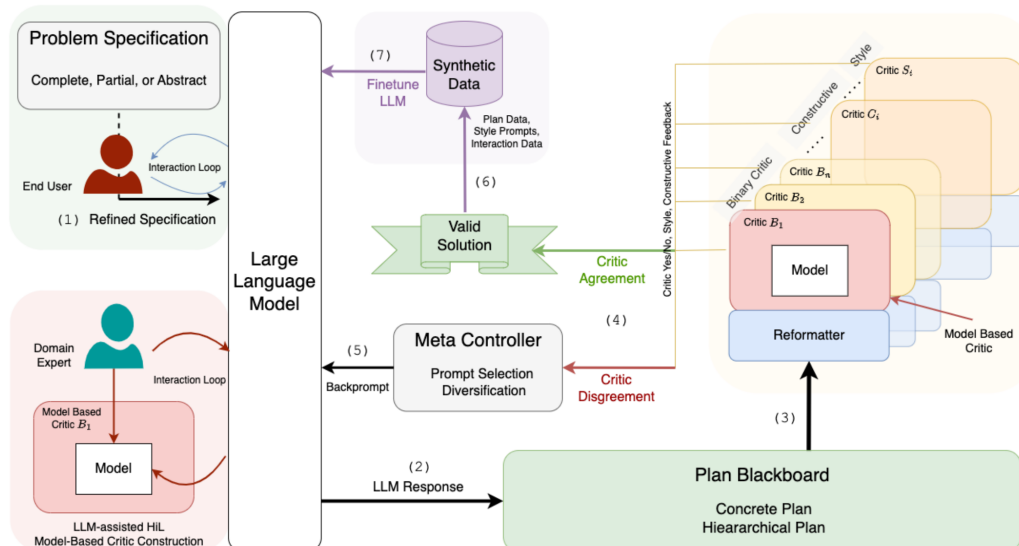 Problem Specification
Complete, Partial, or Abstract
End User
Interaction Loop
(1) Refined Specification
Domain
Expert
Interaction Loop
Model Based
Critic B₁
Model
LLM-assisted HiL
Model-Based Critic Construction
Large
Language
Model
(7)
Finetune
LLM
Synthetic
Data
Plan Data,
Style Prompts,
Interaction Data
(6)
Valid
Solution
Critic
Agreement
(4)
Critic
Disgreement
(5)
Backprompt
Meta Controller
Prompt Selection
Diversification
(2)
LLM Response
Plan Blackboard
Concrete Plan
Hieararchical Plan
(3)
Critic Yes/No, Style, Constructive Feedback
Binary Critic
.....
Constructive
.....
Style
Critic Sᵢ
Critic Cᵢ
Critic Bₙ
Critic B₂
Critic B₁
Model
Reformatter
Model Based
Critic